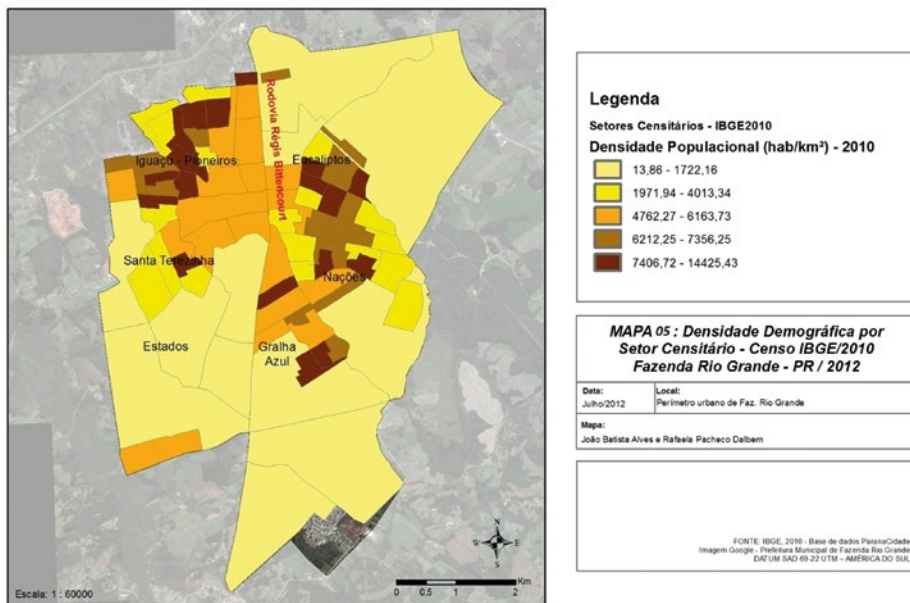 Rodovia Régis Bittencourt
Iguaçu - Pioneiros
Eucaliptos
Santa Terezinha
Nações
Estados
Gralha
Azul
N
W E
S
Km
0 0,5 1 2
Escala: 1 : 60000
Legenda
Setores Censitários - IBGE2010
Densidade Populacional (hab/km²) - 2010
13,86 - 1722,16
1971,94 - 4013,34
4762,27 - 6163,73
6212,25 - 7356,25
7406,72 - 14425,43
MAPA 05 : Densidade Demográfica por
Setor Censitário - Censo IBGE/2010
Fazenda Rio Grande - PR / 2012
Data:
Julho/2012
Local:
Perímetro urbano de Faz. Rio Grande
Mapa:
João Batista Alves e Rafaela Pacheco Dalbem
FONTE: IBGE, 2010 - Base de dados ParanaCidade
Imagem Google - Prefeitura Municipal de Fazenda Rio Grande
DATUM SAD 69-22 UTM – AMÉRICA DO SUL